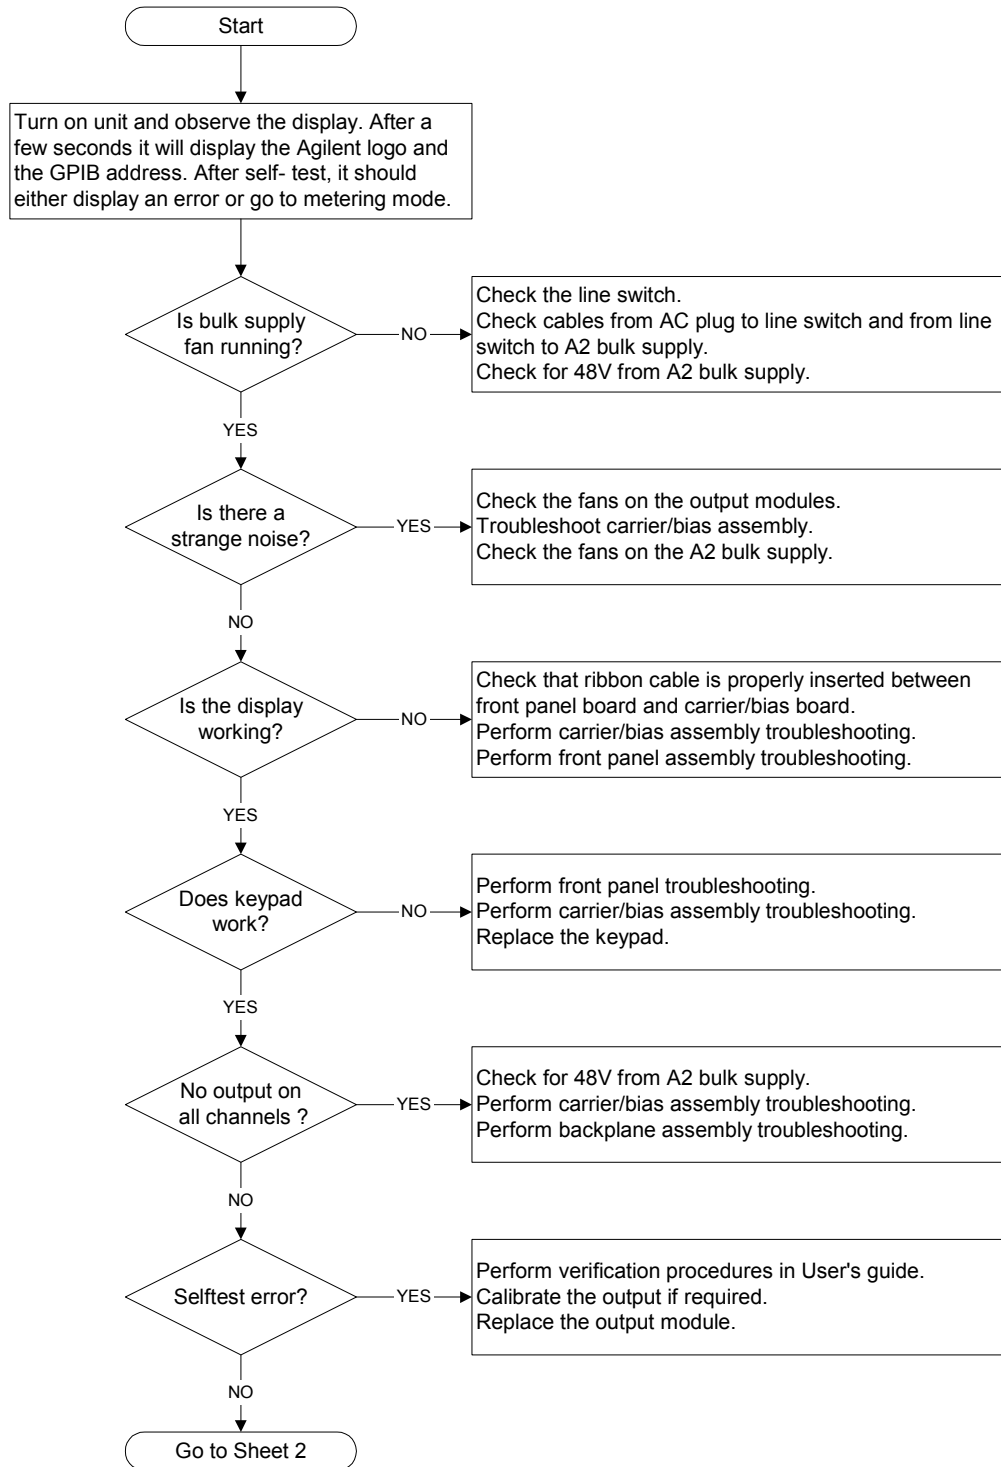 Start
Turn on unit and observe the display. After a
few seconds it will display the Agilent logo and
the GPIB address. After self- test, it should
either display an error or go to metering mode.
Is bulk supply
fan running?
NO
Check the line switch.
Check cables from AC plug to line switch and from line
switch to A2 bulk supply.
Check for 48V from A2 bulk supply.
YES
Is there a
strange noise?
YES
Check the fans on the output modules.
Troubleshoot carrier/bias assembly.
Check the fans on the A2 bulk supply.
NO
Is the display
working?
NO
Check that ribbon cable is properly inserted between
front panel board and carrier/bias board.
Perform carrier/bias assembly troubleshooting.
Perform front panel assembly troubleshooting.
YES
Does keypad
work?
NO
Perform front panel troubleshooting.
Perform carrier/bias assembly troubleshooting.
Replace the keypad.
YES
No output on
all channels ?
YES
Check for 48V from A2 bulk supply.
Perform carrier/bias assembly troubleshooting.
Perform backplane assembly troubleshooting.
NO
Selftest error?
YES
Perform verification procedures in User's guide.
Calibrate the output if required.
Replace the output module.
NO
Go to Sheet 2